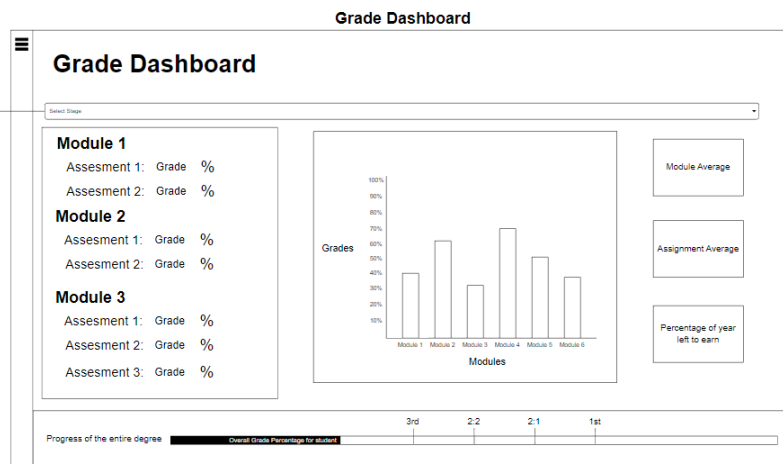 Grade Dashboard
Grade Dashboard
Select Stage
Module 1
Assesment 1: Grade %
Assesment 2: Grade %
Module 2
Assesment 1: Grade %
Assesment 2: Grade %
Module 3
Assesment 1: Grade %
Assesment 2: Grade %
Assesment 3: Grade %
Grades
100%
90%
80%
70%
60%
50%
40%
30%
20%
10%
Module 1 Module 2 Module 3 Module 4 Module 5 Module 6
Modules
Module Average
Assignment Average
Percentage of year
left to earn
3rd 2:2 2:1 1st
Progress of the entire degree
Overall Grade Percentage for student